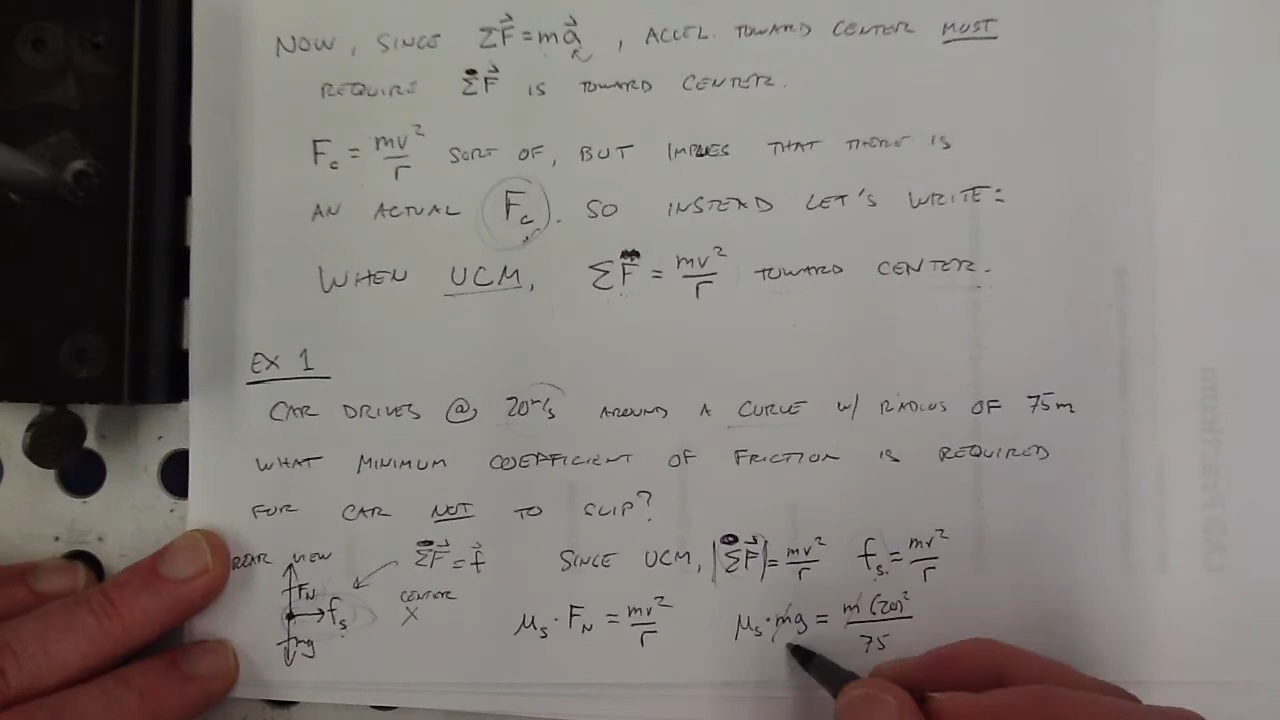 NOW, SINCE ΣF⃗ = ma⃗, ACCEL. TOWARD CENTER MUST
REQUIRE ΣF⃗ IS TOWARD CENTER.
Fc = mv²/r SORT OF, BUT IMPLIES THAT THERE IS
AN ACTUAL Fc. SO INSTEAD LET'S WRITE:
WHEN UCM, ΣF = mv²/r TOWARD CENTER.
EX 1
CAR DRIVES @ 20m/s AROUND A CURVE W/ RADIUS OF 75m
WHAT MINIMUM COEFFICIENT OF FRICTION IS REQUIRED
FOR CAR NOT TO SLIP?
REAR VIEW ΣF⃗ = f⃗ SINCE UCM, |ΣF⃗| = mv²/r fs = mv²/r
FN
fs
mg
CENTER
X
μs · FN = mv²/r μs · mg = m(20)²/75